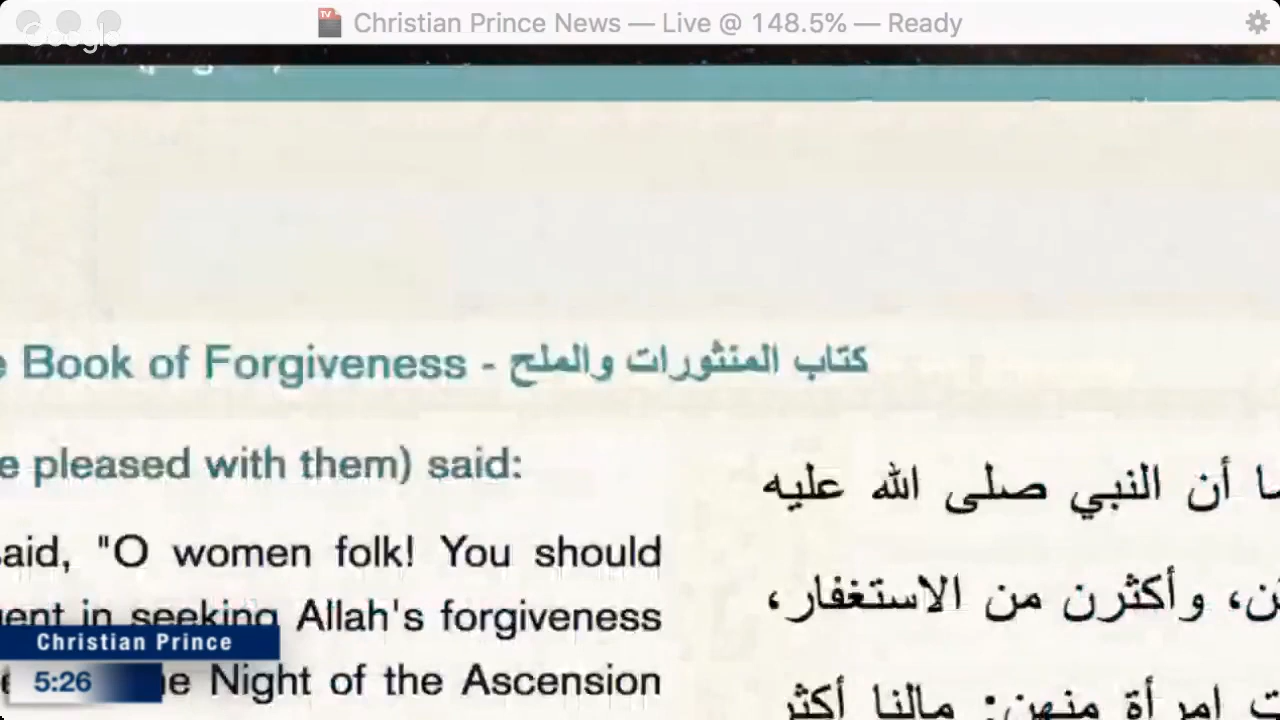 Christian Prince News — Live @ 148.5% — Ready
Google
Book of Forgiveness - كتاب المنثورات والملح
pleased with them) said:
said, "O women folk! You should
in seeking Allah's forgiveness
Night of the Ascension
أن النبي صلى الله عليه
وأكثرن من الاستغفار،
امرأة منهن: مالنا أكثر
Christian Prince
5:26